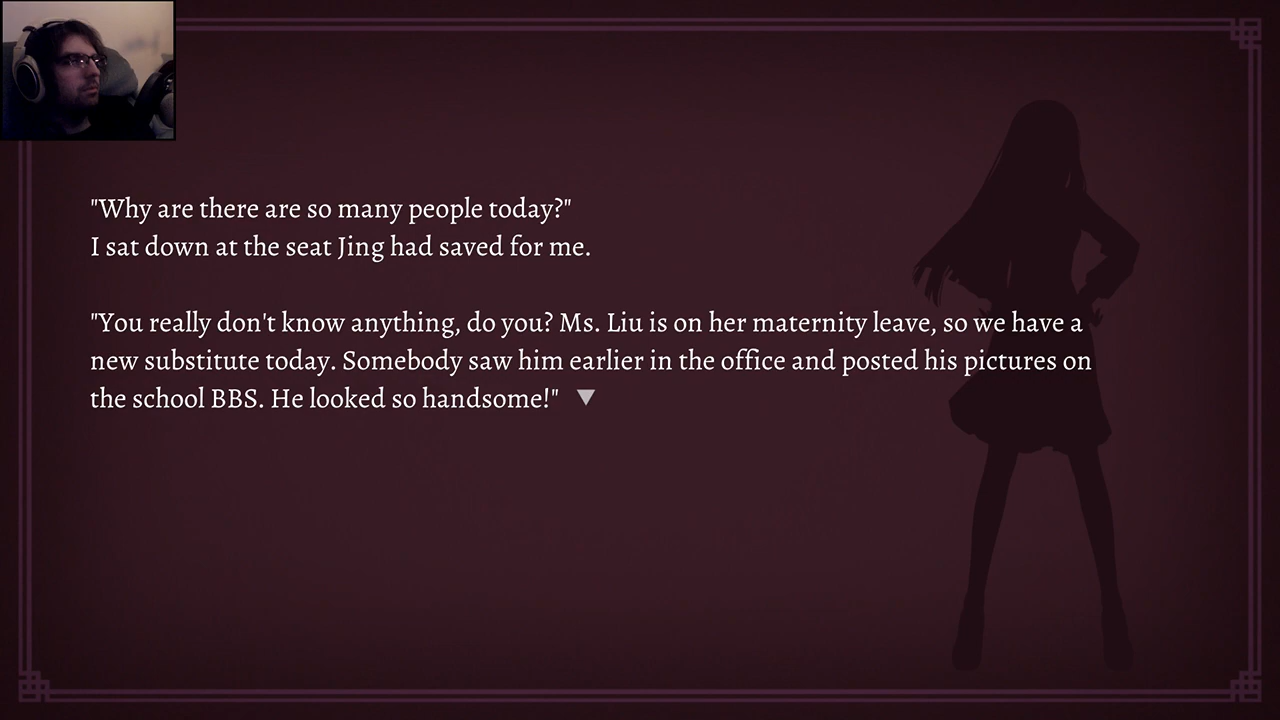 "Why are there are so many people today?"
I sat down at the seat Jing had saved for me.
"You really don't know anything, do you? Ms. Liu is on her maternity leave, so we have a
new substitute today. Somebody saw him earlier in the office and posted his pictures on
the school BBS. He looked so handsome!"